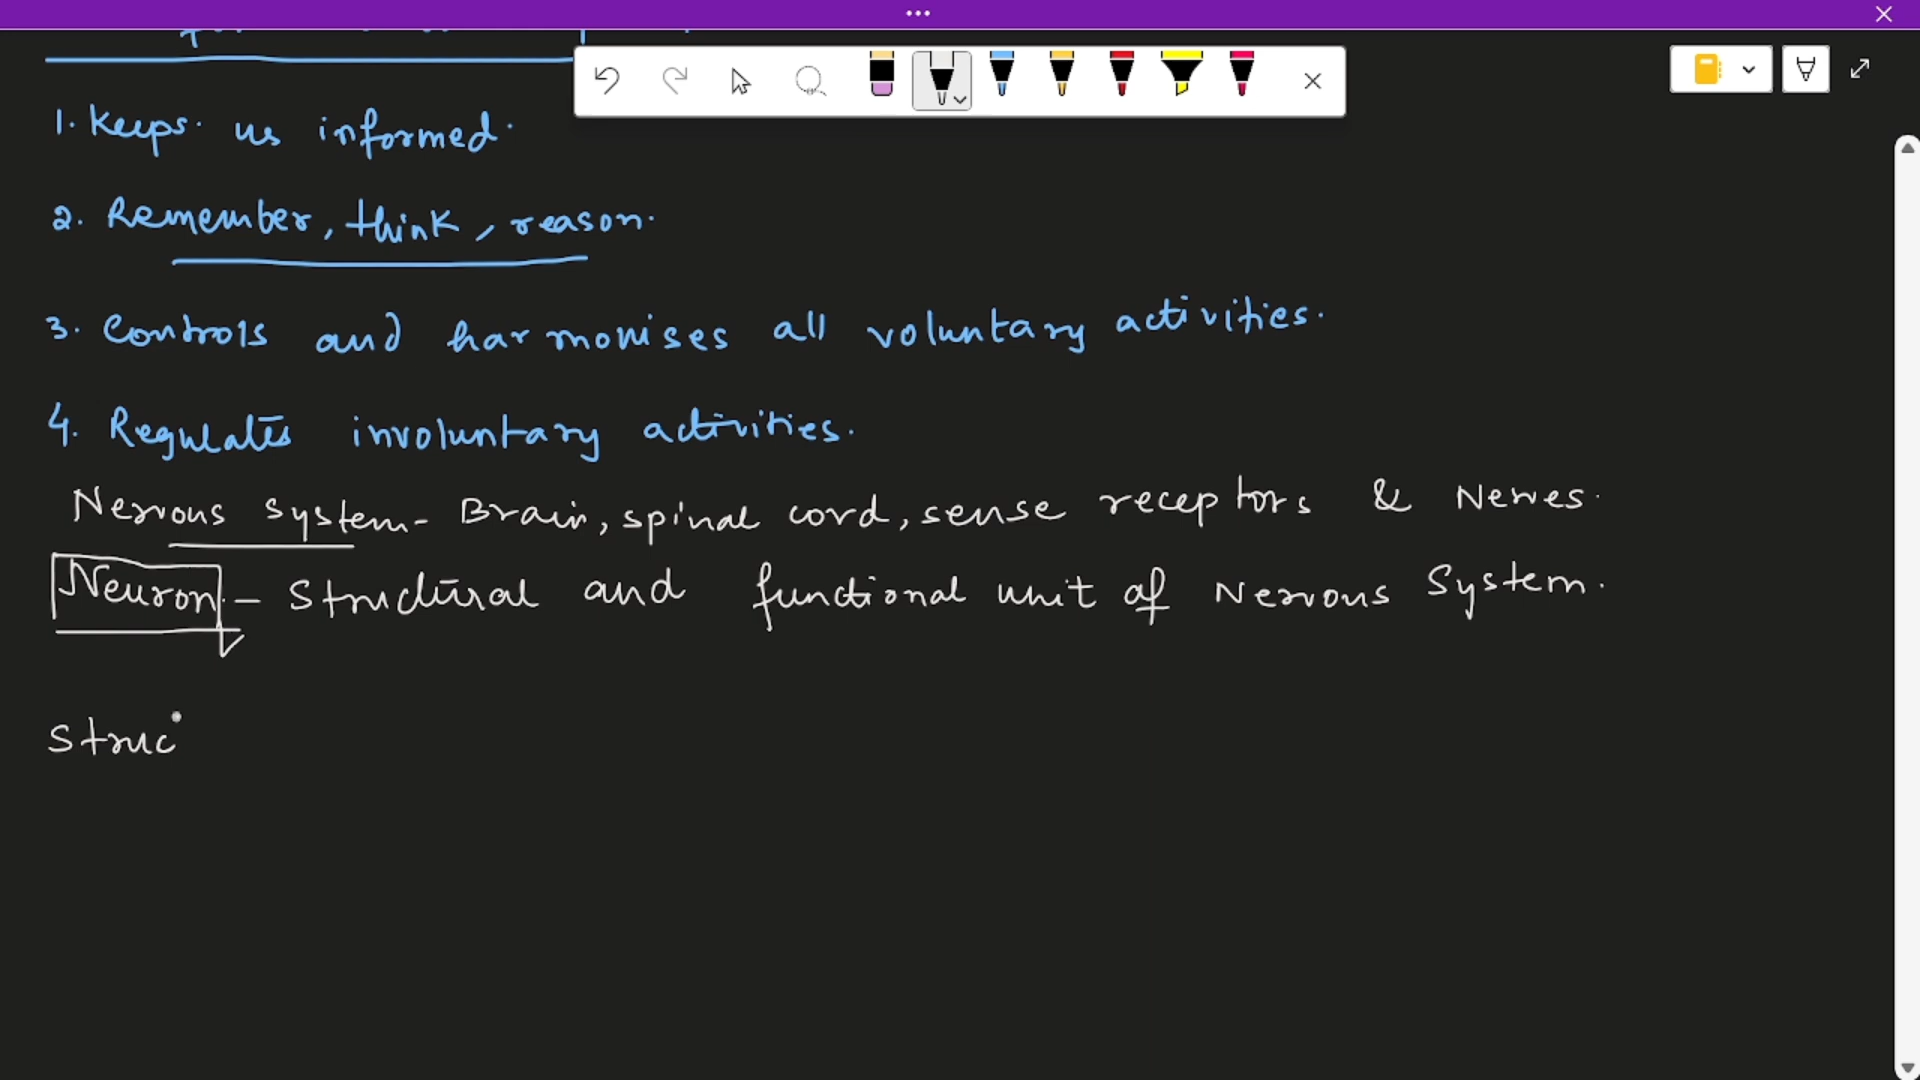 1. Keeps us informed.
2. Remember, think, reason.
3. Controls and harmonises all voluntary activities.
4. Regulates involuntary activities.
Nervous system - Brain, spinal cord, sense receptors & Nerves.
Neuron - Structural and functional unit of Nervous System.
Struc